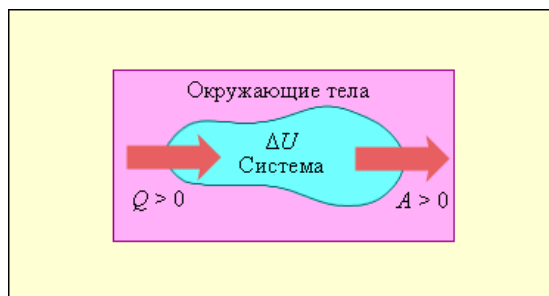 Окружающие тела
ΔU
Система
Q > 0
A > 0